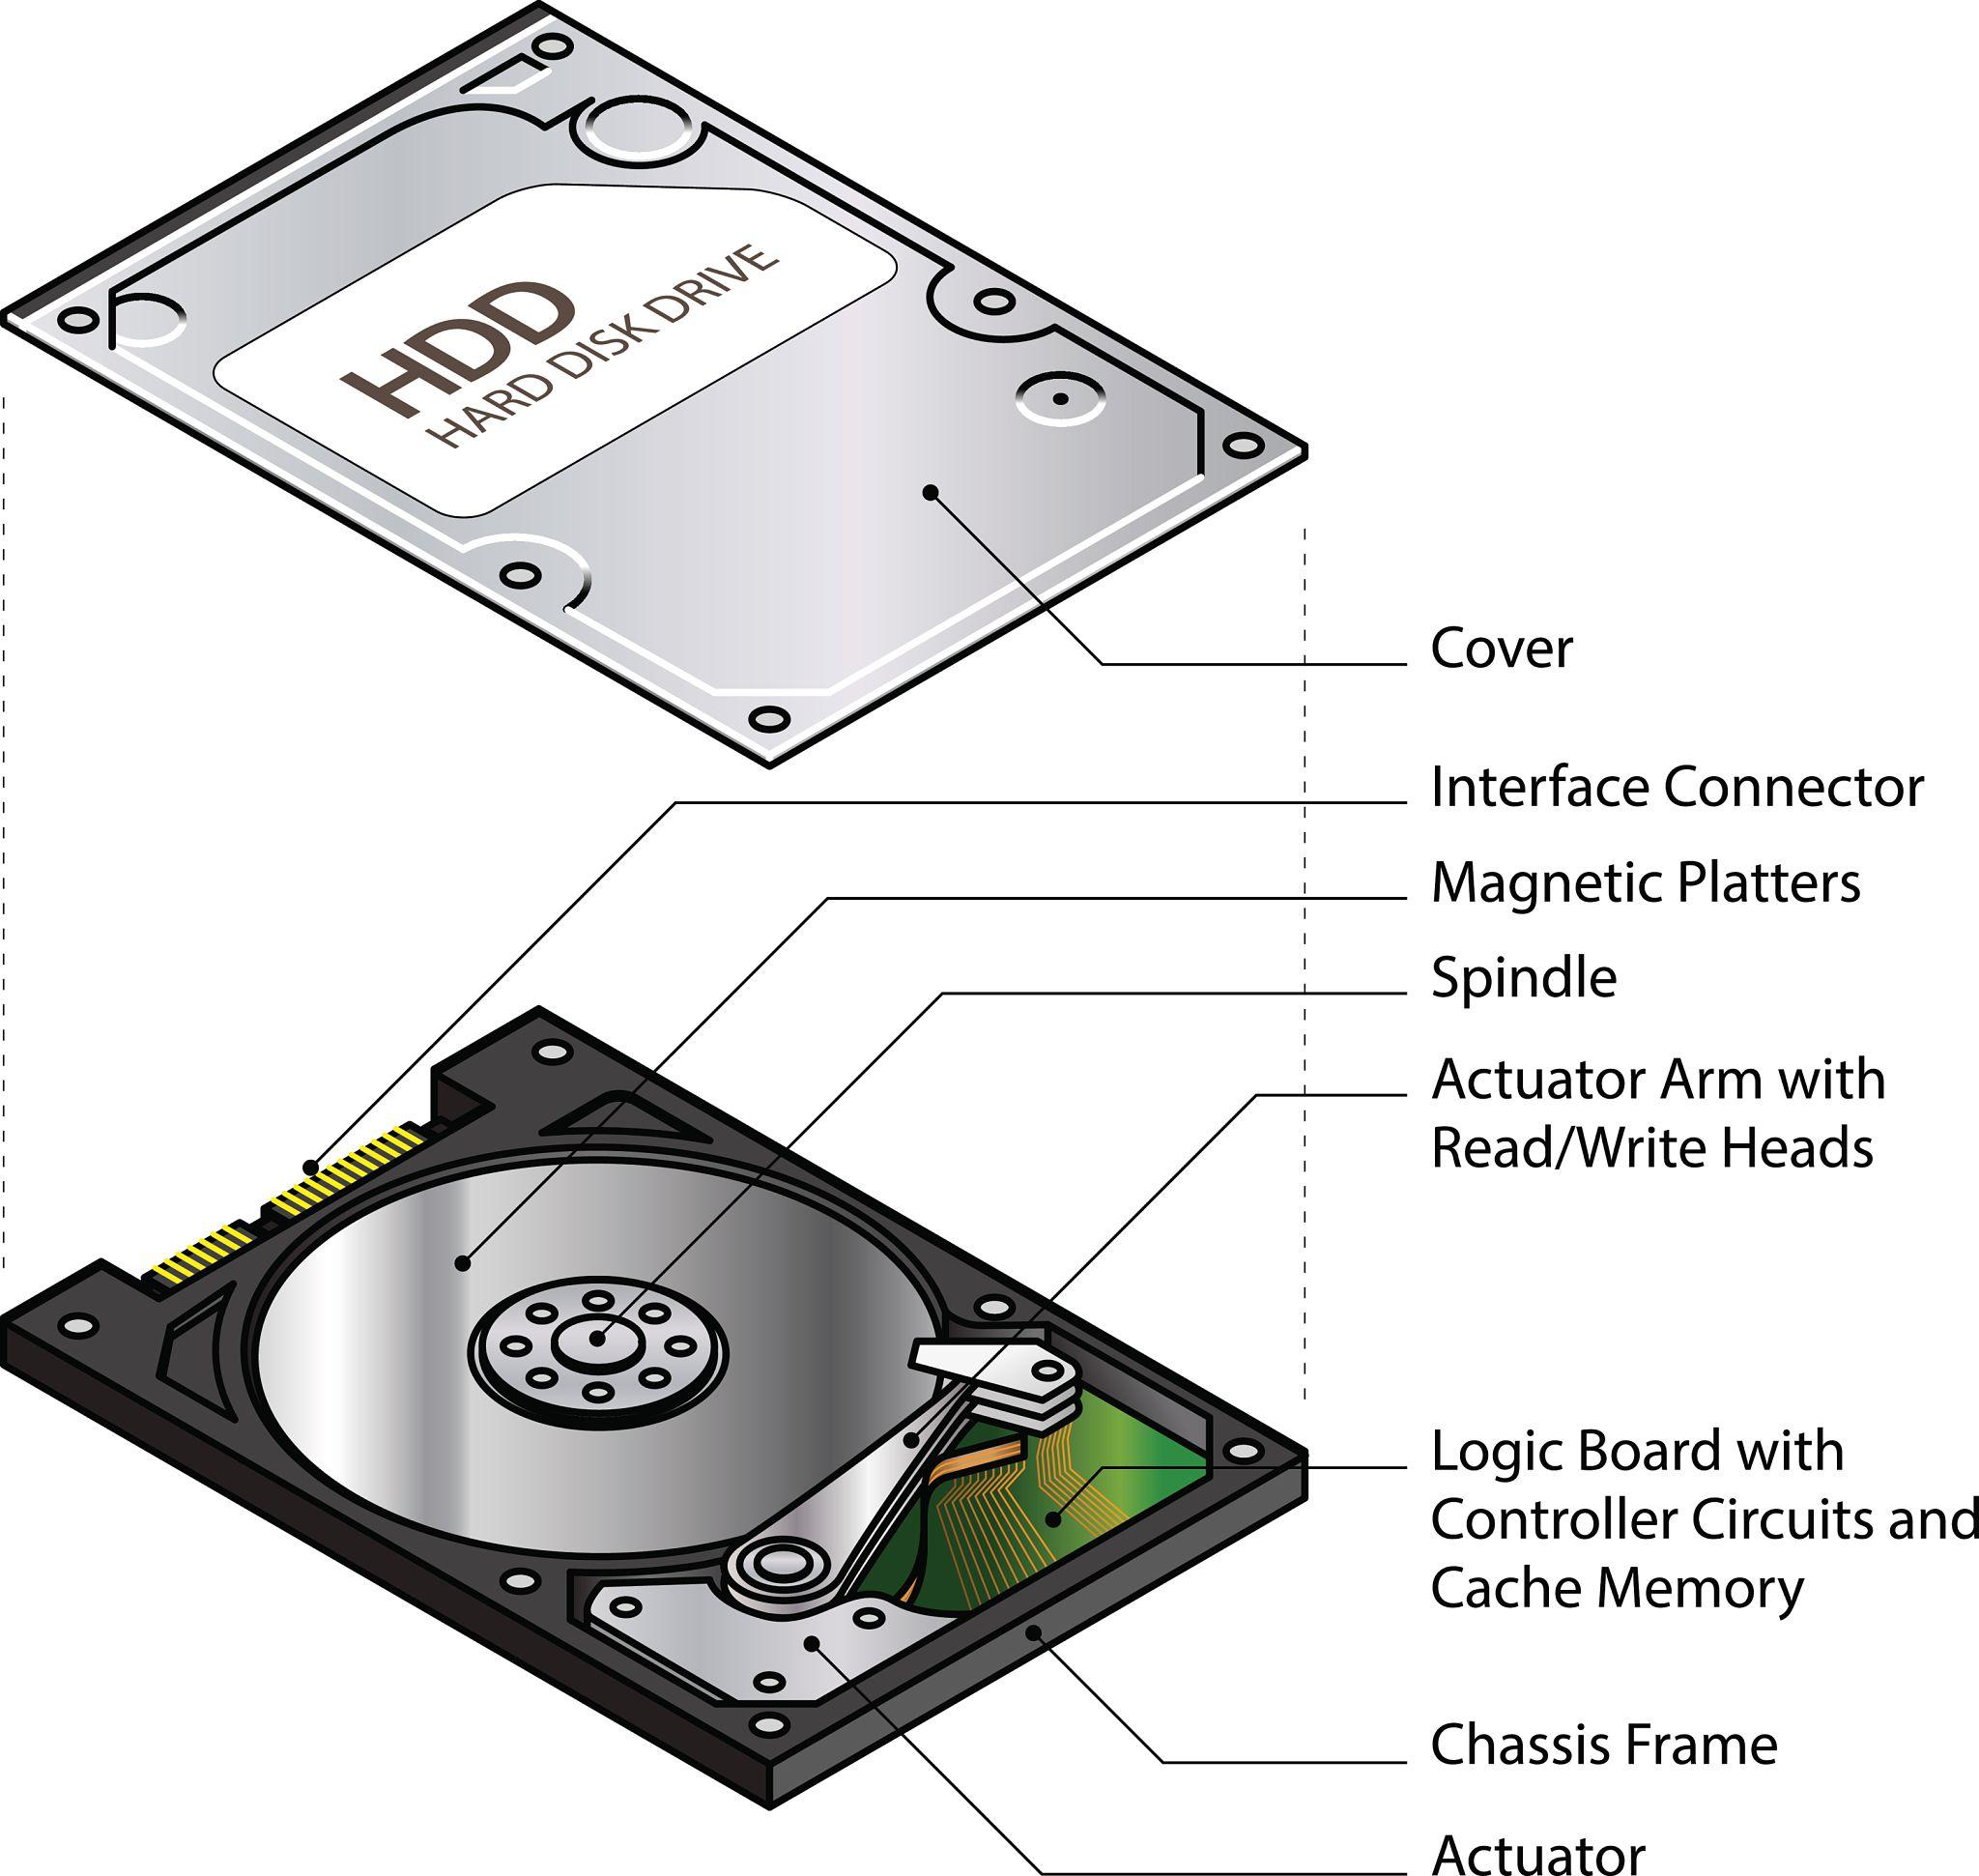 HDD
HARD DISK DRIVE
Cover
Interface Connector
Magnetic Platters
Spindle
Actuator Arm with
Read/Write Heads
Logic Board with
Controller Circuits and
Cache Memory
Chassis Frame
Actuator